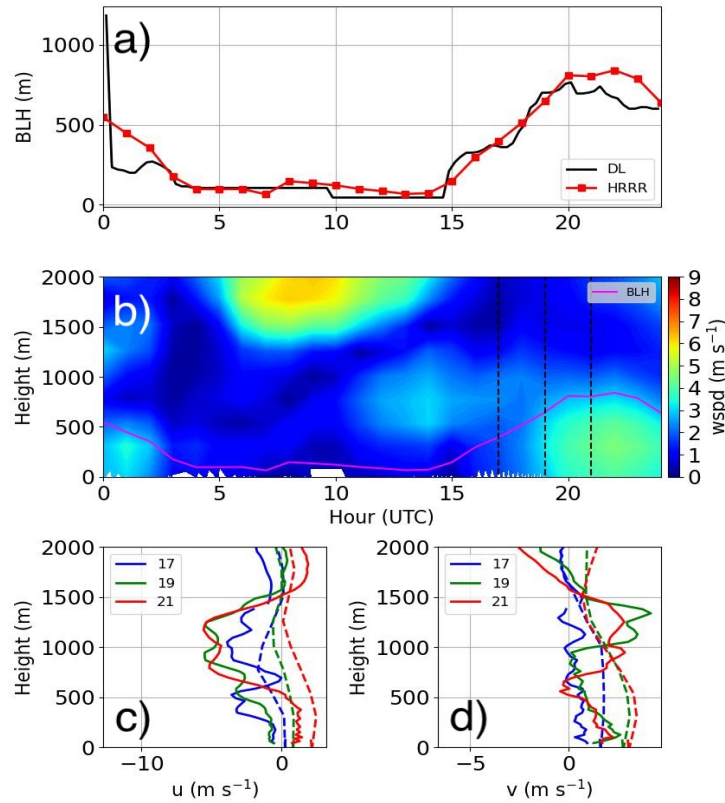 a)
1000
500
0
BLH (m)
DL
HRRR
0 5 10 15 20
b)
2000
1500
1000
500
0
Height (m)
BLH
9
8
7
6
5
4
3
2
1
0
wspd (m s⁻¹)
0 5 10 15 20
Hour (UTC)
c)
2000
1500
1000
500
0
Height (m)
17
19
21
−10 0
u (m s⁻¹)
d)
2000
1500
1000
500
0
Height (m)
17
19
21
−5 0
v (m s⁻¹)